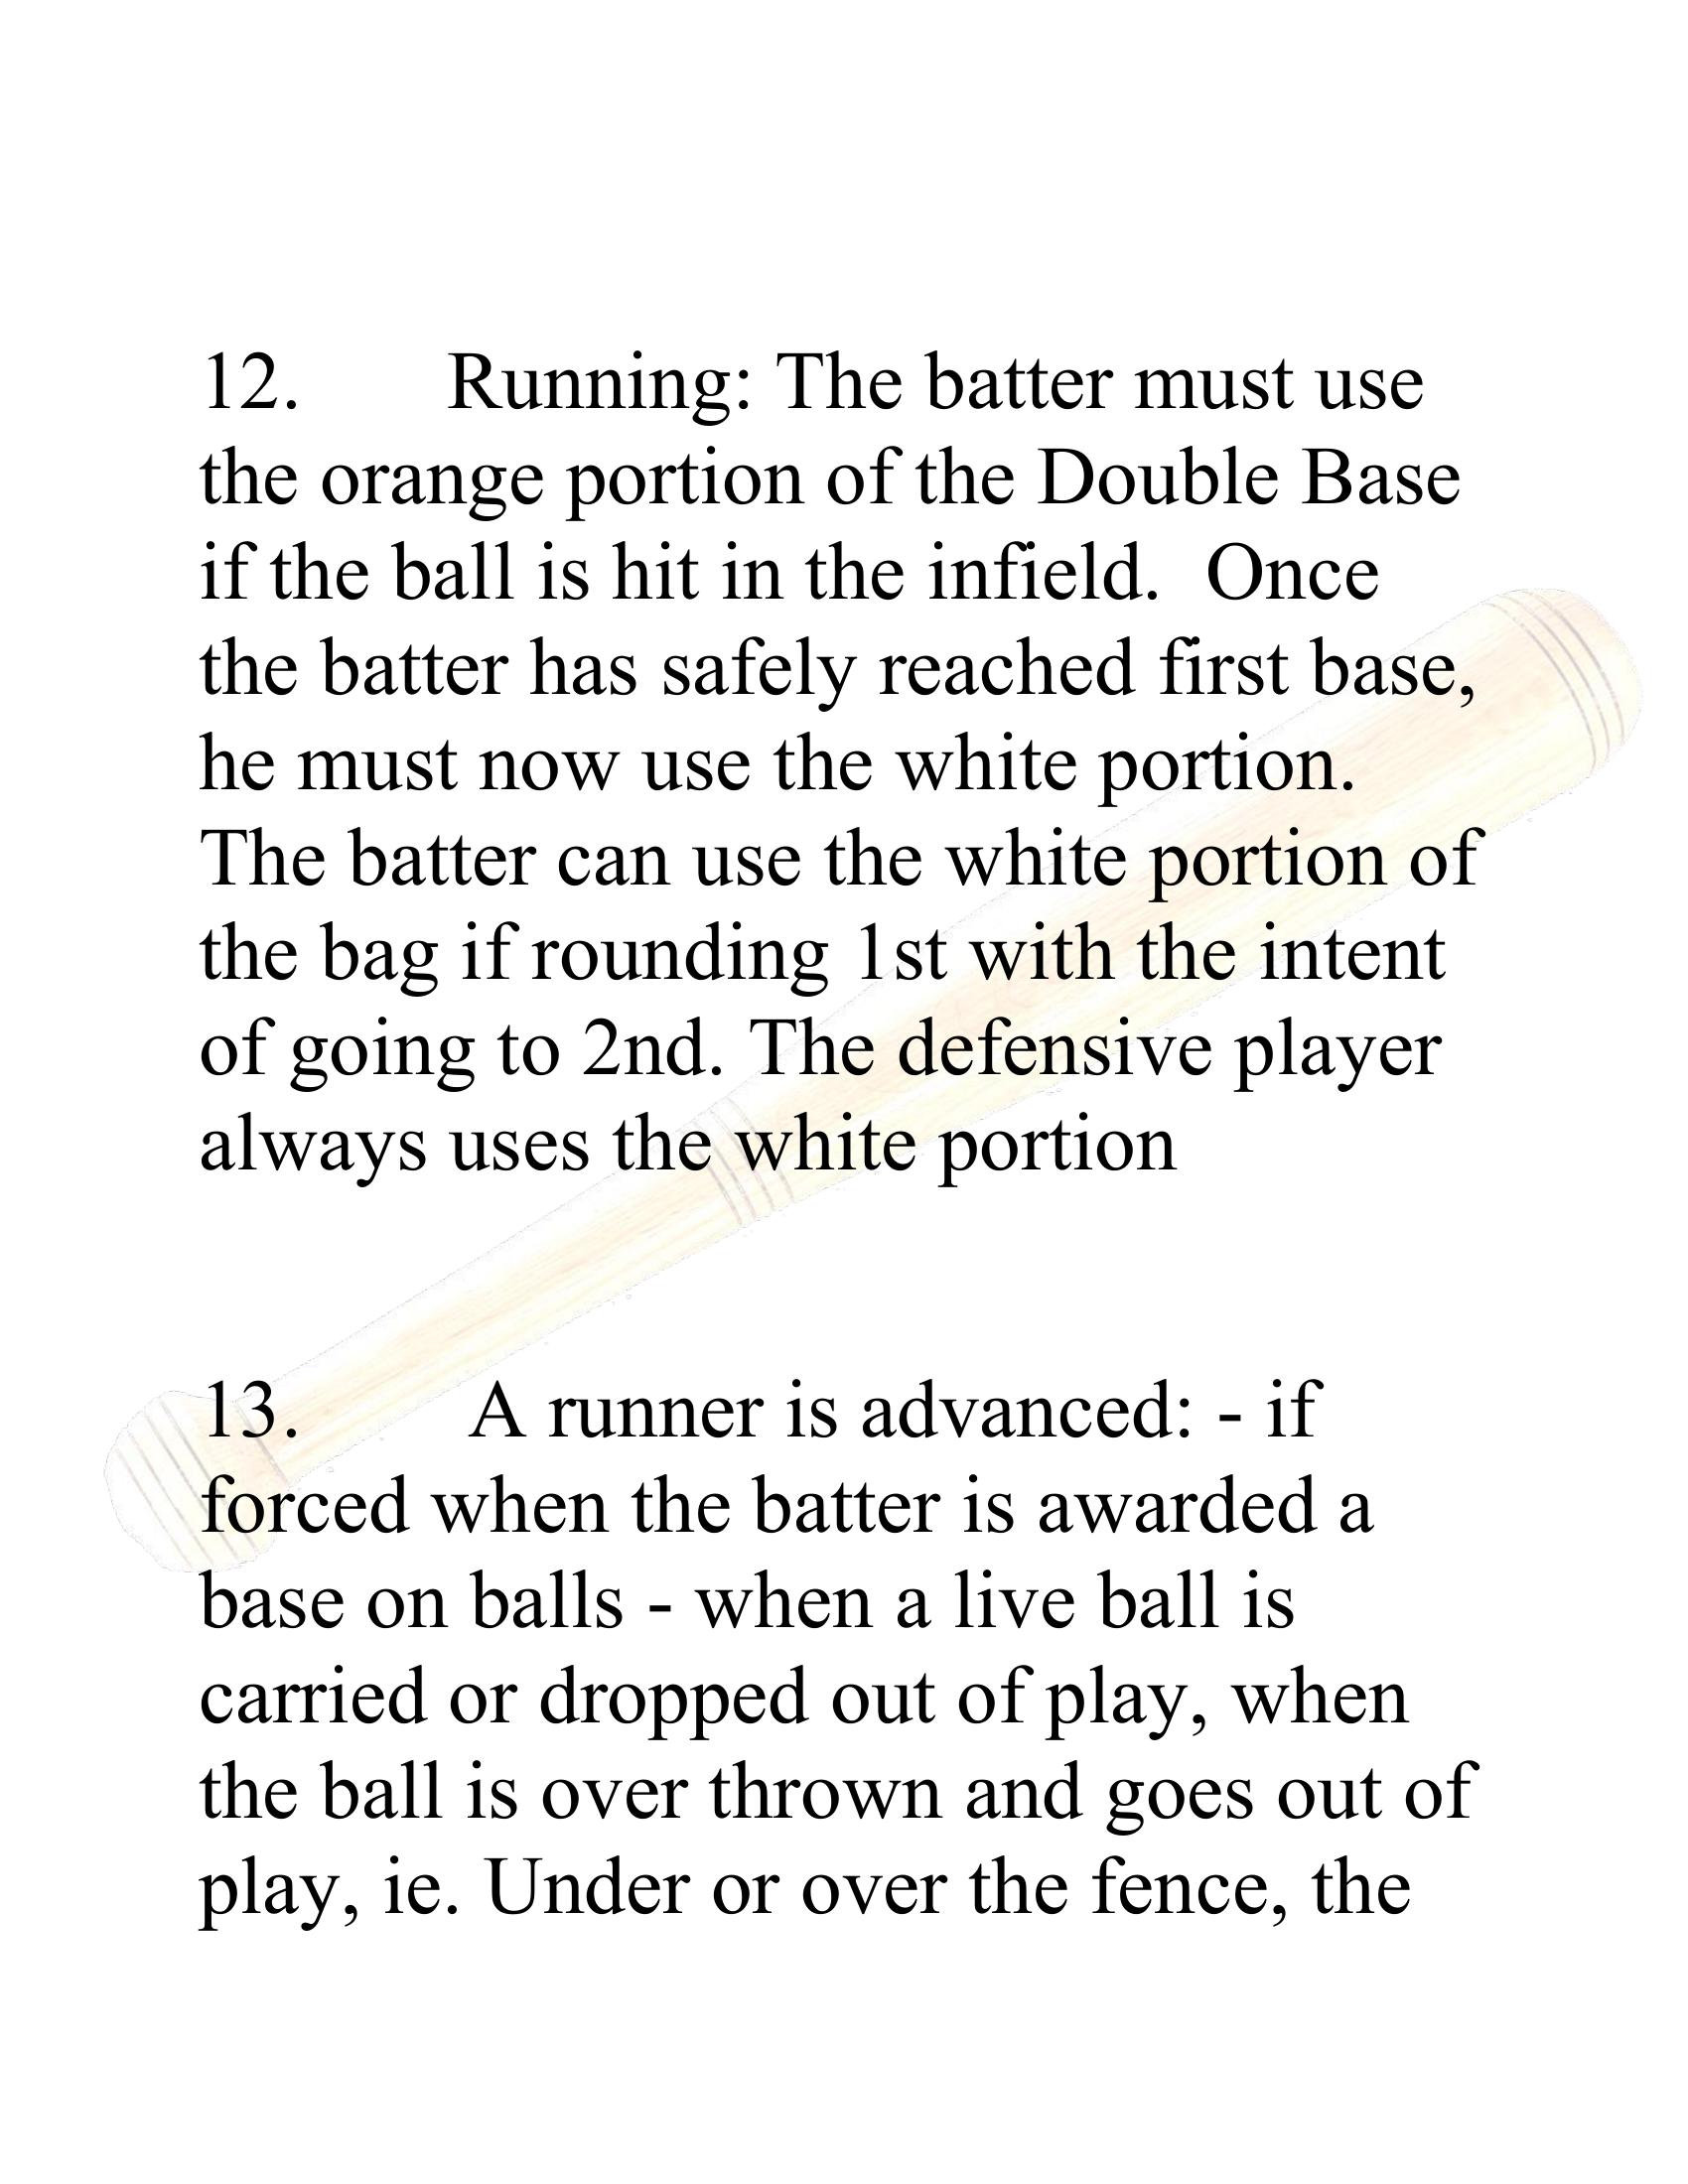 12. Running: The batter must use
the orange portion of the Double Base
if the ball is hit in the infield.  Once
the batter has safely reached first base,
he must now use the white portion.
The batter can use the white portion of
the bag if rounding 1st with the intent
of going to 2nd. The defensive player
always uses the white portion
13. A runner is advanced: - if
forced when the batter is awarded a
base on balls - when a live ball is
carried or dropped out of play, when
the ball is over thrown and goes out of
play, ie. Under or over the fence, the